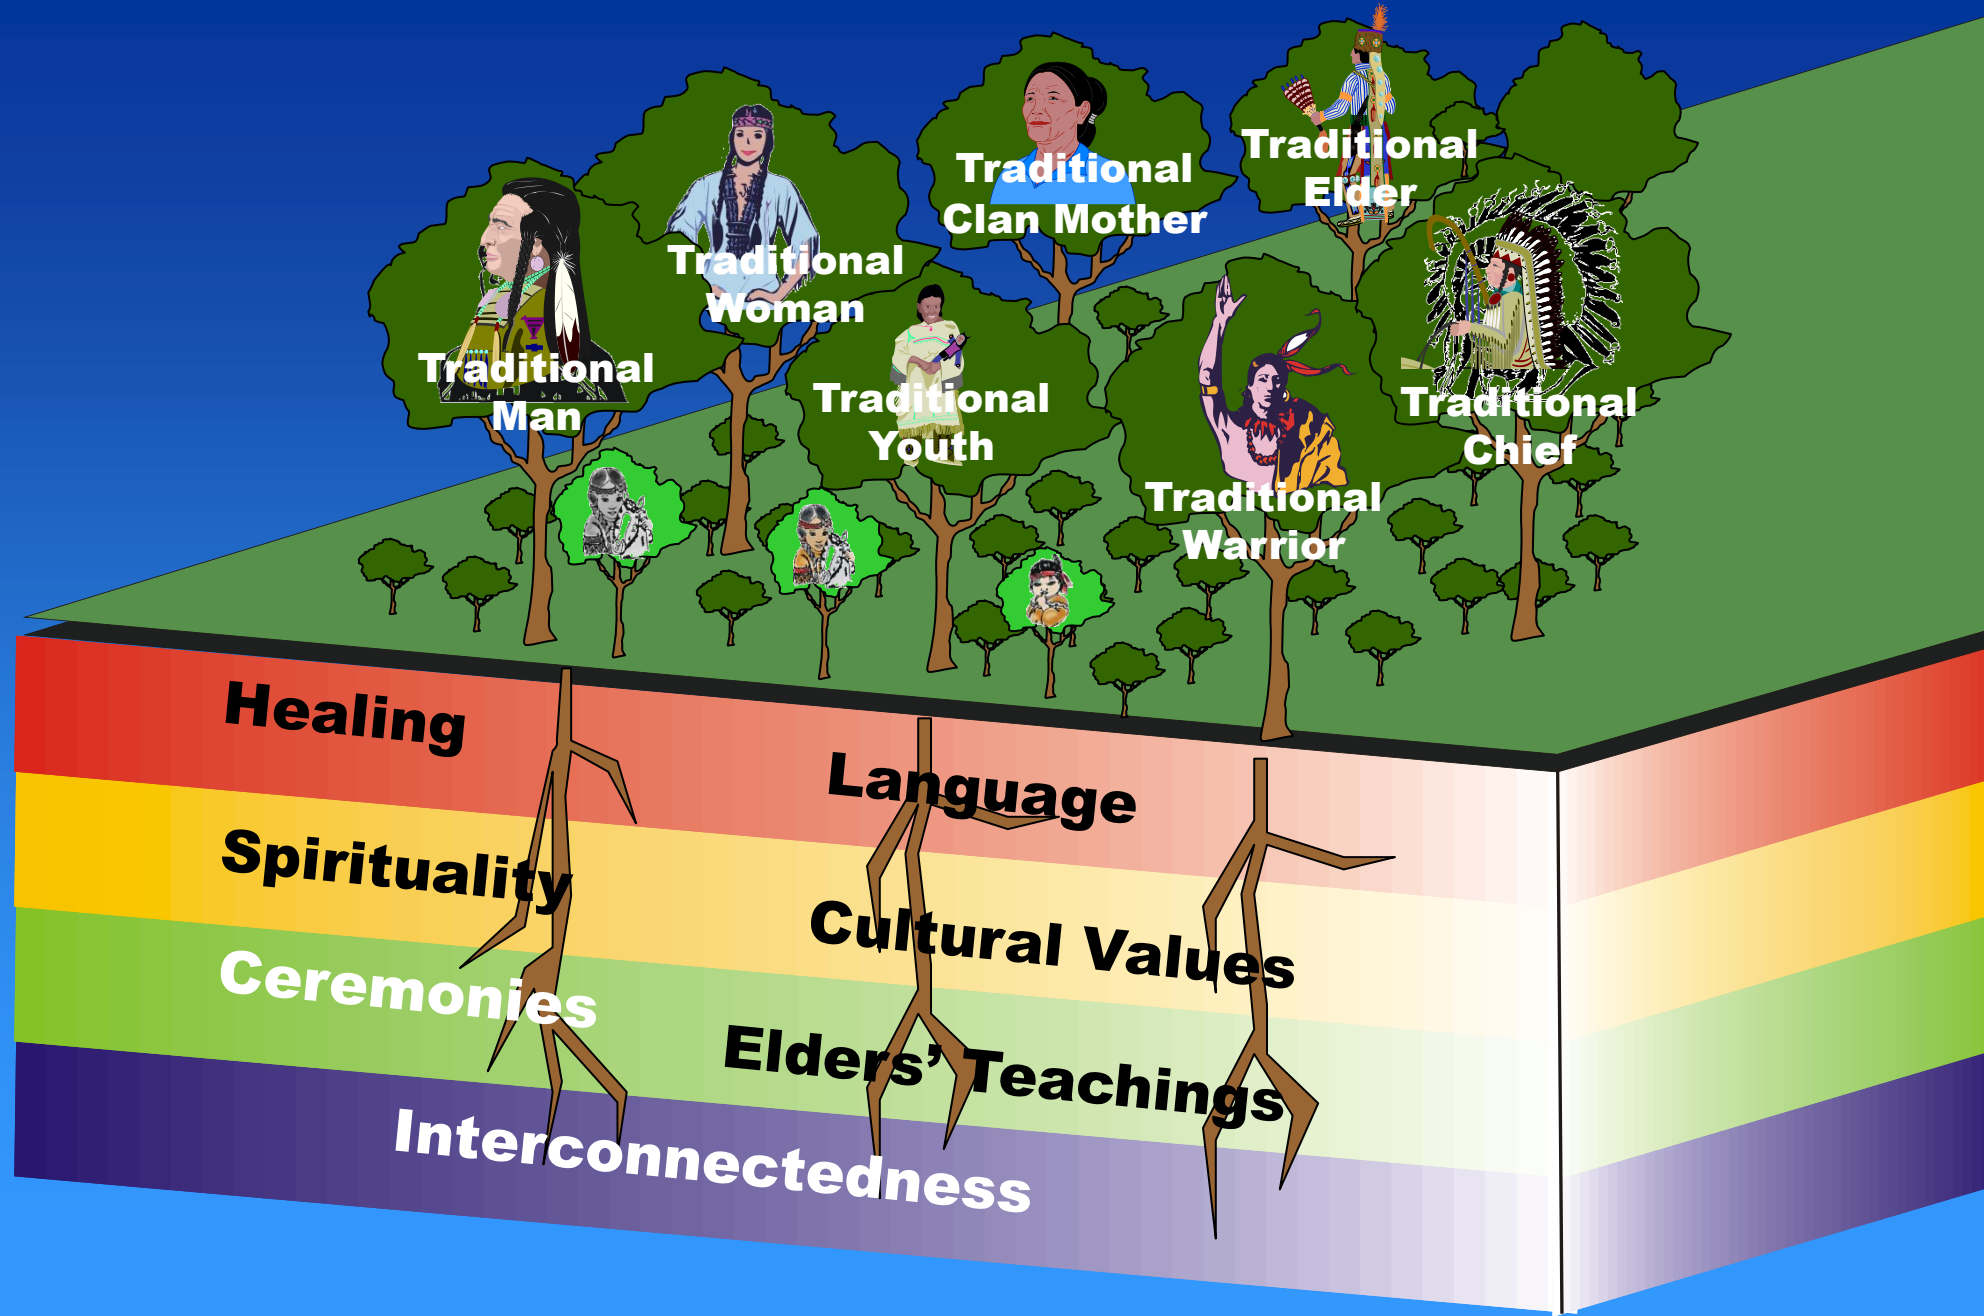 Traditional
Man
Traditional
Woman
Traditional
Clan Mother
Traditional
Elder
Traditional
Youth
Traditional
Warrior
Traditional
Chief
Healing
Language
Spirituality
Cultural Values
Ceremonies
Elders’ Teachings
Interconnectedness